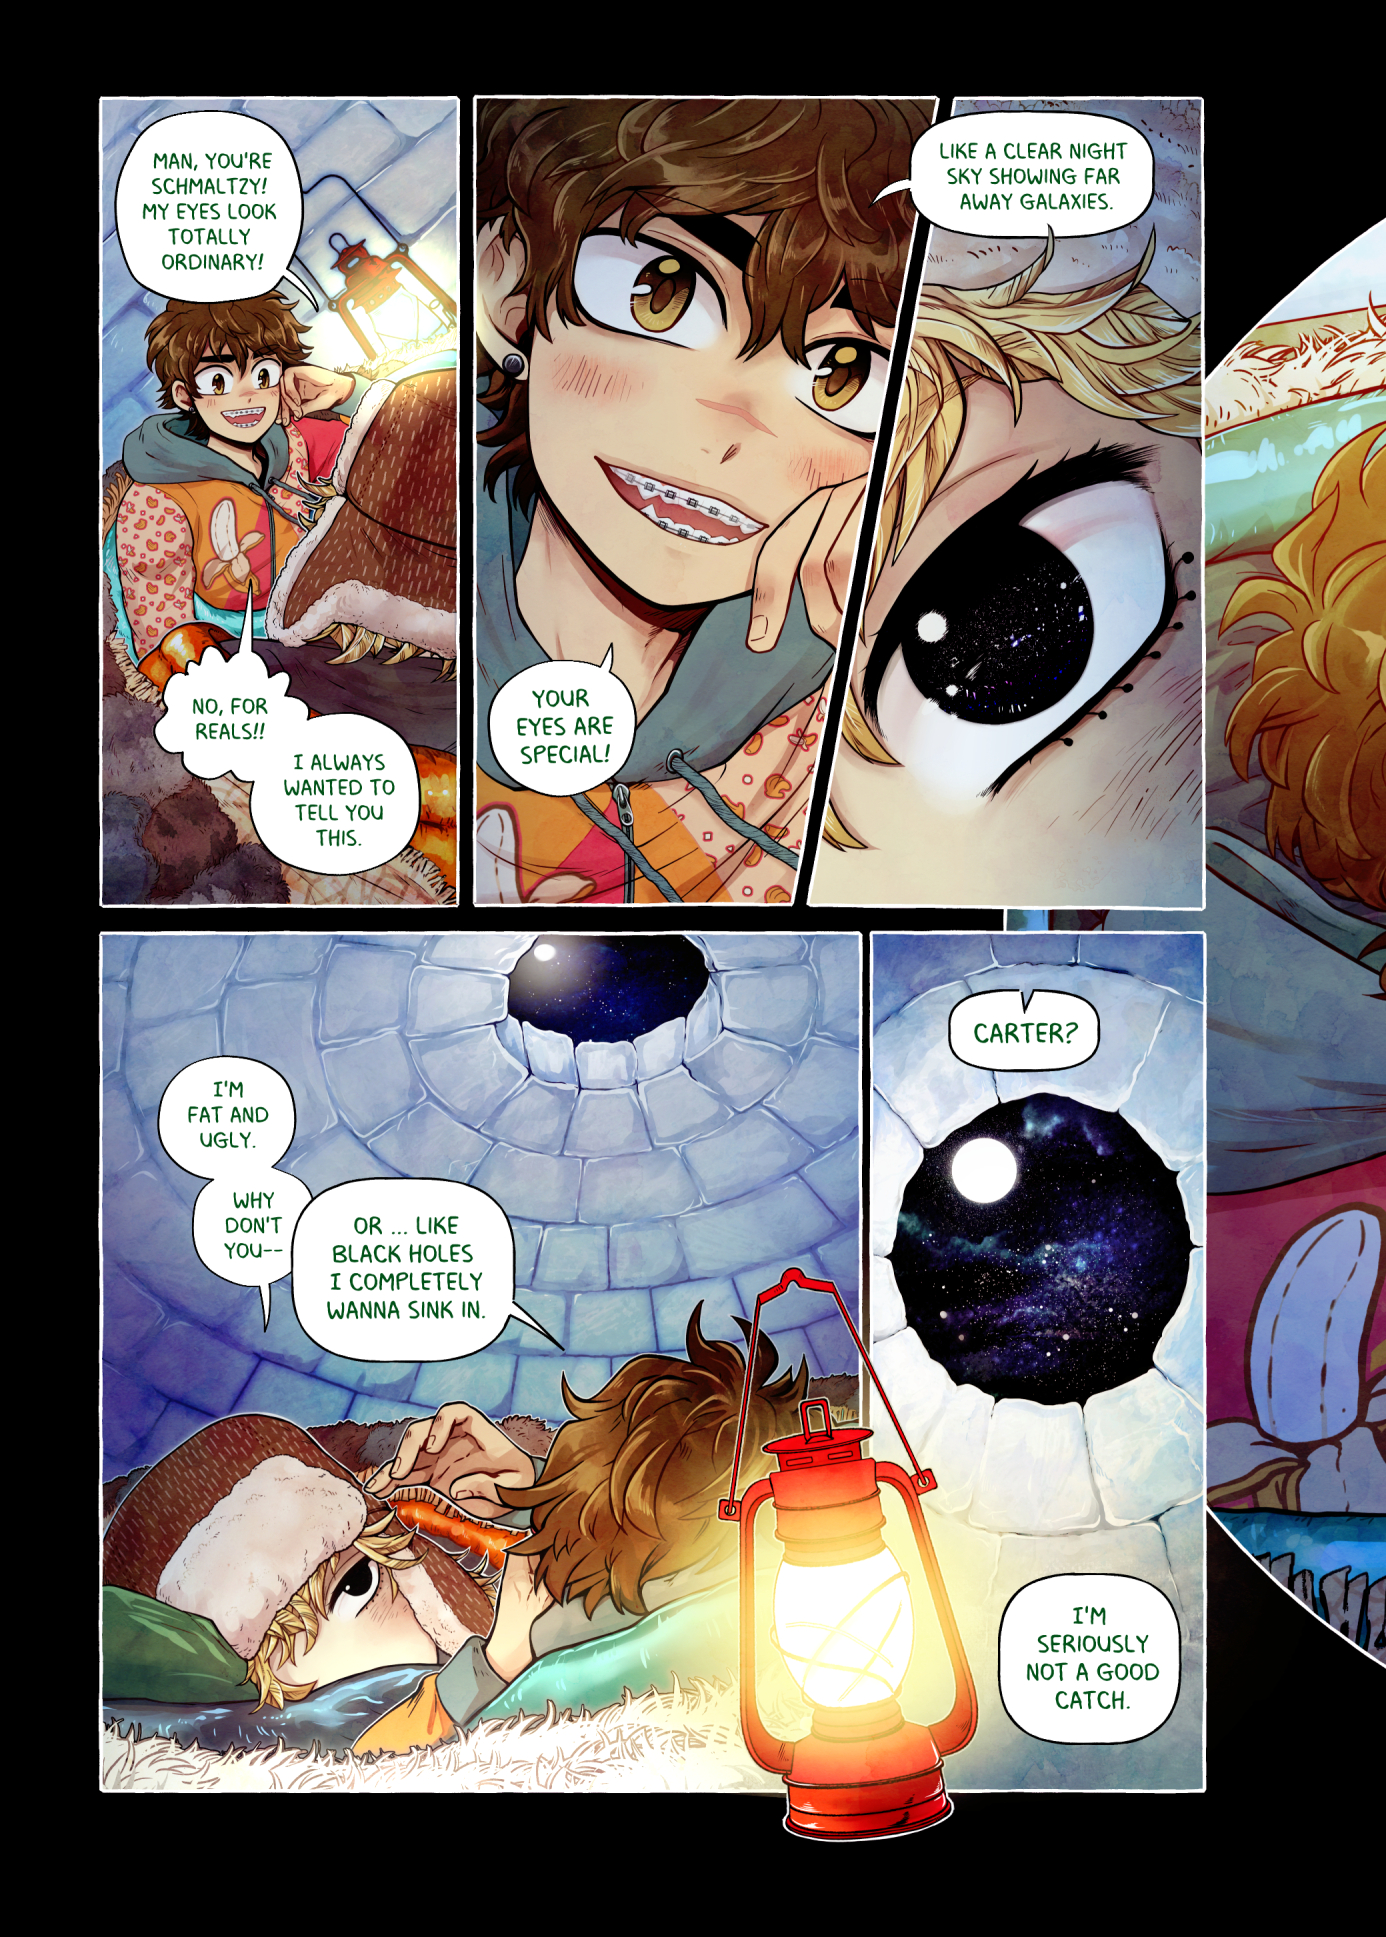 MAN, YOU'RE
SCHMALTZY!
MY EYES LOOK
TOTALLY
ORDINARY!
NO, FOR
REALS!!
I ALWAYS
WANTED TO
TELL YOU
THIS.
YOUR
EYES ARE
SPECIAL!
LIKE A CLEAR NIGHT
SKY SHOWING FAR
AWAY GALAXIES.
I'M
FAT AND
UGLY.
WHY
DON'T
YOU--
OR ... LIKE
BLACK HOLES
I COMPLETELY
WANNA SINK IN.
CARTER?
I'M
SERIOUSLY
NOT A GOOD
CATCH.